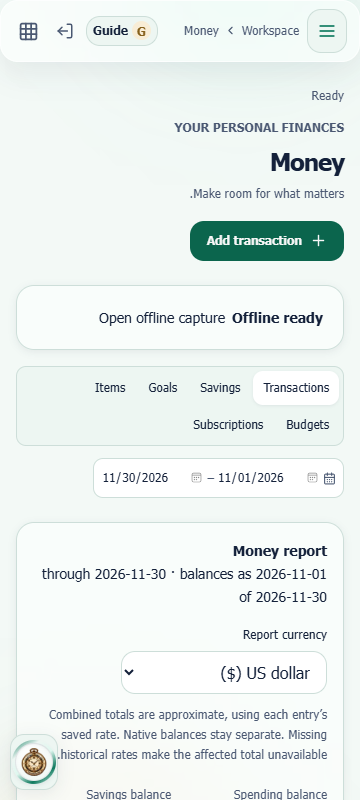 Guide G
Workspace < Money
Ready
YOUR PERSONAL FINANCES
Money
.Make room for what matters
Add transaction
Offline ready Open offline capture
Transactions Savings Goals Items
Budgets Subscriptions
11/01/2026 – 11/30/2026
Money report
through 2026-11-30 · balances as 2026-11-01
of 2026-11-30
Report currency
($) US dollar
Combined totals are approximate, using each entry's
saved rate. Native balances stay separate. Missing
.historical rates make the affected total unavailable
Spending balance Savings balance